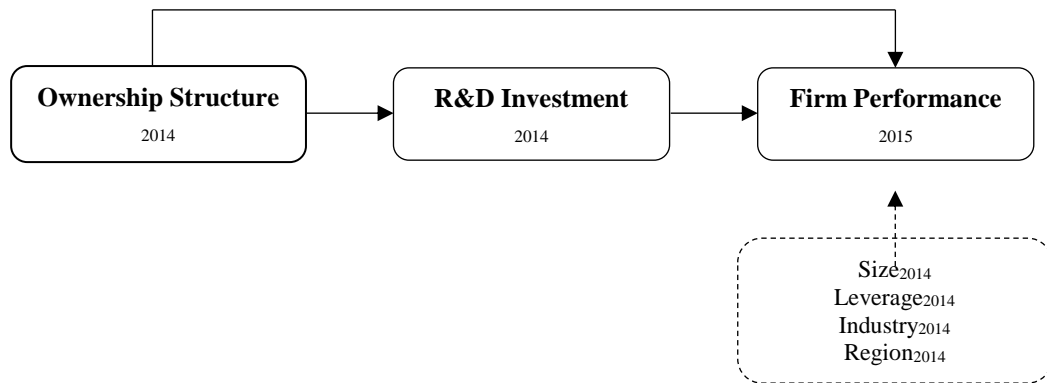 Ownership Structure
2014
R&D Investment
2014
Firm Performance
2015
Size2014
Leverage2014
Industry2014
Region2014